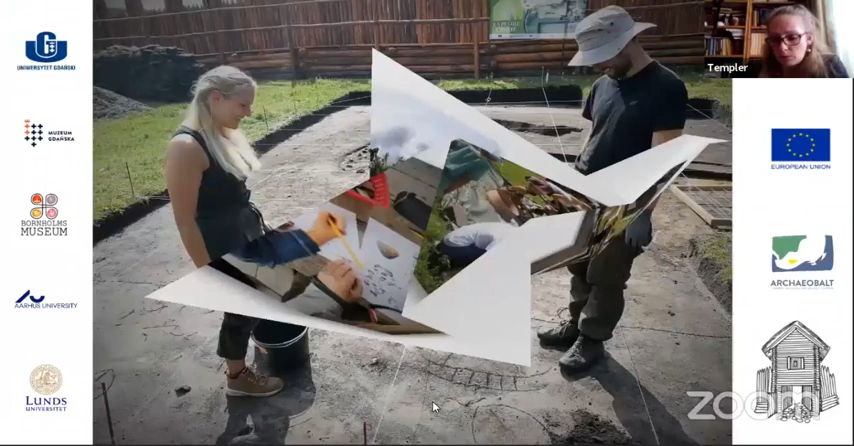 UNIWERSYTET GDAŃSKI
MUZEUM
GDAŃSKA
BORNHOLMS
MUSEUM
AARHUS UNIVERSITY
LUNDS
UNIVERSITET
Templer
EUROPEAN UNION
ARCHAEOBALT
zoom